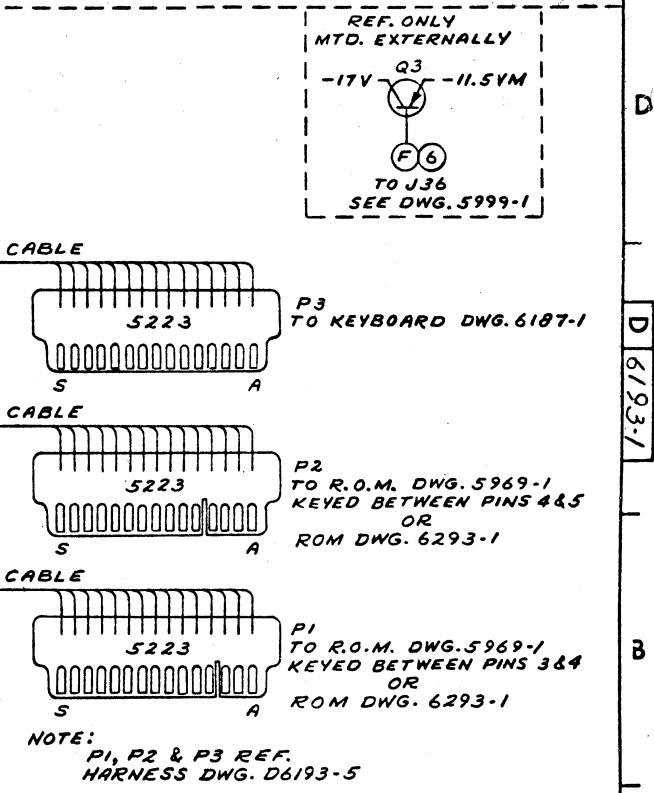 REF. ONLY
MTD. EXTERNALLY
Q3
-17V
-11.5VM
F 6
TO J36
SEE DWG. 5999-1
D
CABLE
5223
P3
TO KEYBOARD DWG. 6187-1
S A
D 6193-1
CABLE
5223
P2
TO R.O.M. DWG. 5969-1
KEYED BETWEEN PINS 4&5
OR
ROM DWG. 6293-1
S A
CABLE
5223
P1
TO R.O.M. DWG. 5969-1
KEYED BETWEEN PINS 3&4
OR
ROM DWG. 6293-1
S A
B
NOTE:
P1, P2 & P3 REF.
HARNESS DWG. D6193-5